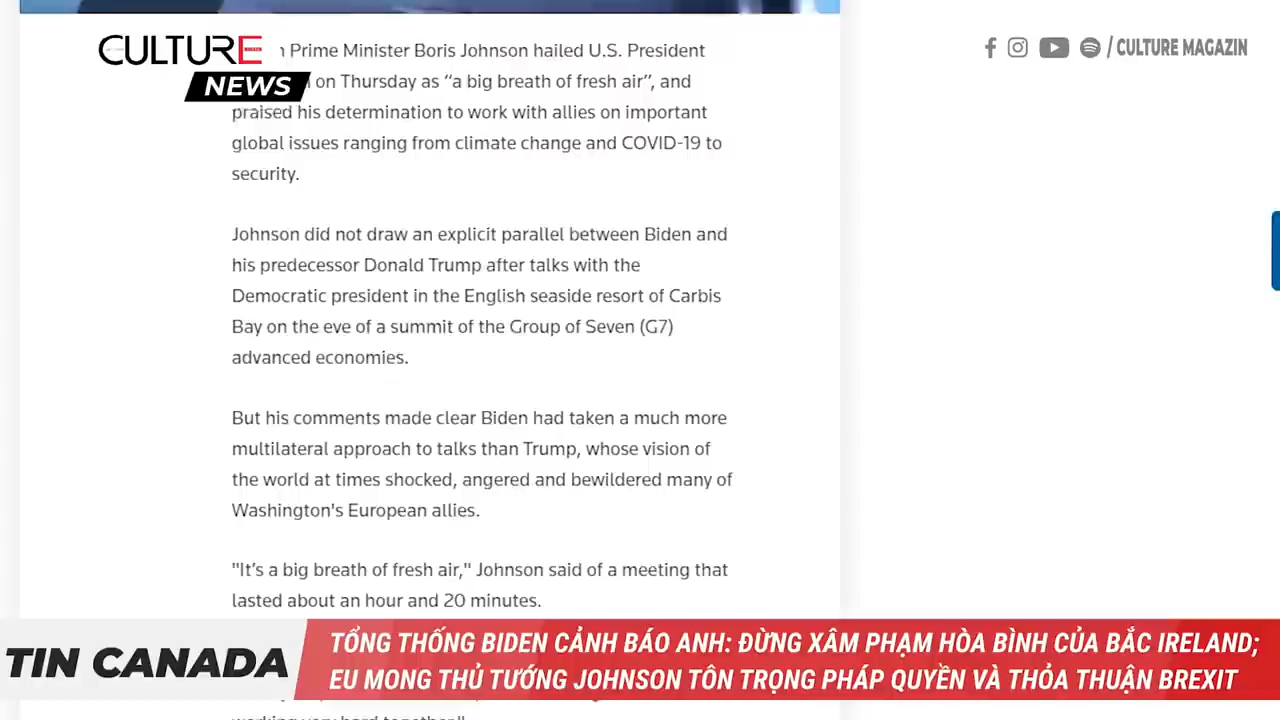 CULTURE
NEWS
/ CULTURE MAGAZIN
Prime Minister Boris Johnson hailed U.S. President
on Thursday as “a big breath of fresh air”, and
praised his determination to work with allies on important
global issues ranging from climate change and COVID-19 to
security.
Johnson did not draw an explicit parallel between Biden and
his predecessor Donald Trump after talks with the
Democratic president in the English seaside resort of Carbis
Bay on the eve of a summit of the Group of Seven (G7)
advanced economies.
But his comments made clear Biden had taken a much more
multilateral approach to talks than Trump, whose vision of
the world at times shocked, angered and bewildered many of
Washington's European allies.
"It’s a big breath of fresh air," Johnson said of a meeting that
lasted about an hour and 20 minutes.
TIN CANADA
TỔNG THỐNG BIDEN CẢNH BÁO ANH: ĐỪNG XÂM PHẠM HÒA BÌNH CỦA BẮC IRELAND;
EU MONG THỦ TƯỚNG JOHNSON TÔN TRỌNG PHÁP QUYỀN VÀ THỎA THUẬN BREXIT